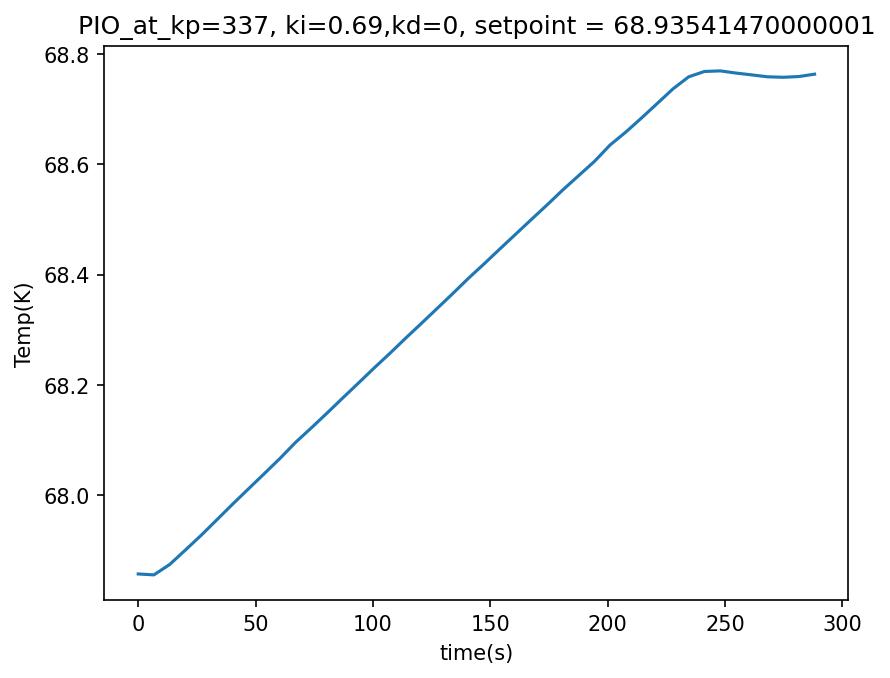 PIO_at_kp=337, ki=0.69,kd=0, setpoint = 68.93541470000001
68.8
68.6
68.4
68.2
68.0
Temp(K)
0 50 100 150 200 250 300
time(s)